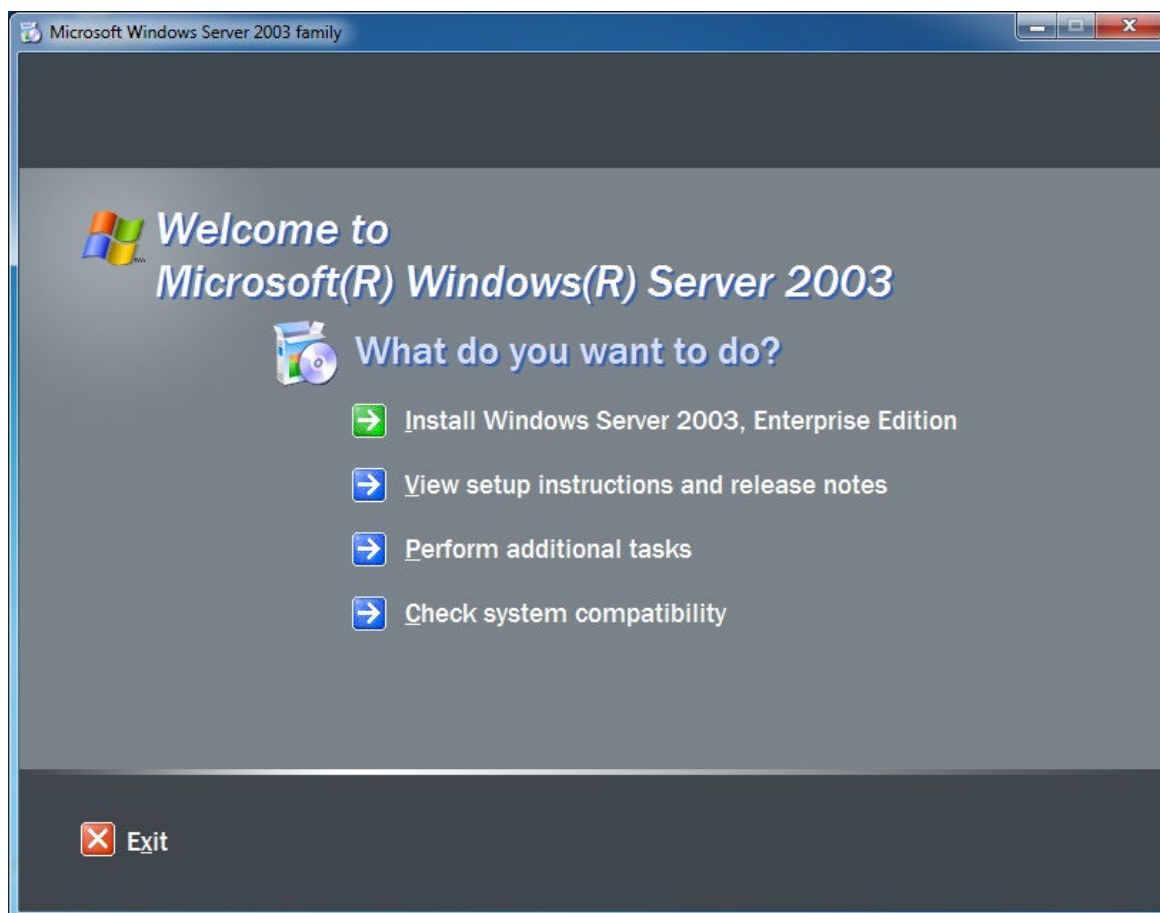 Microsoft Windows Server 2003 family
Welcome to
Microsoft(R) Windows(R) Server 2003
What do you want to do?
Install Windows Server 2003, Enterprise Edition
View setup instructions and release notes
Perform additional tasks
Check system compatibility
Exit